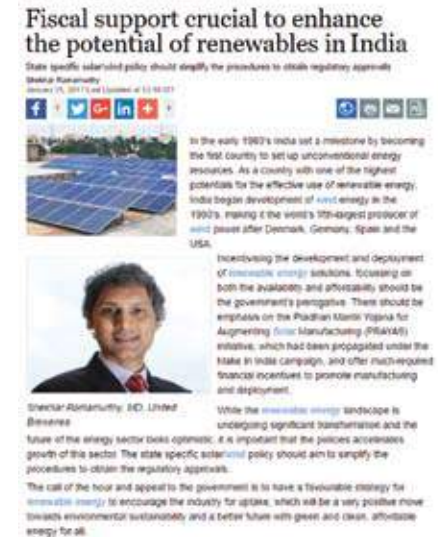 Fiscal support crucial to enhance
the potential of renewables in India
State specific solar/wind policy should simplify the procedures to obtain regulatory approvals
Shekhar Ramamurthy
January 2017 Last Updated at
In the early 1980's India set a milestone by becoming
the first country to set up unconventional energy
resources. As a country with one of the highest
potentials for the effective use of renewable energy,
India began development of wind energy in the
1990's, making it the world's fifth-largest producer of
wind power after Denmark, Germany, Spain and the
USA.
Incentivising the development and deployment
of renewable energy solutions, focussing on
both the availability and affordability should be
the government's prerogative. There should be
emphasis on the Pradhan Mantri Yojana for
Augmenting Solar Manufacturing (PRAYAS)
initiative, which had been propagated under the
Make in India campaign, and offer much-required
financial incentives to promote manufacturing
and deployment.
Shekhar Ramamurthy, MD, United
Breweries
While the renewable energy landscape is
undergoing significant transformation and the
future of the energy sector looks optimistic, it is important that the policies accelerates
growth of this sector. The state specific solar/wind policy should aim to simplify the
procedures to obtain the regulatory approvals.
The call of the hour and appeal to the government is to have a favourable strategy for
renewable energy to encourage the industry for uptake, which will be a very positive move
towards environmental sustainability and a better future with green and clean, affordable
energy for all.